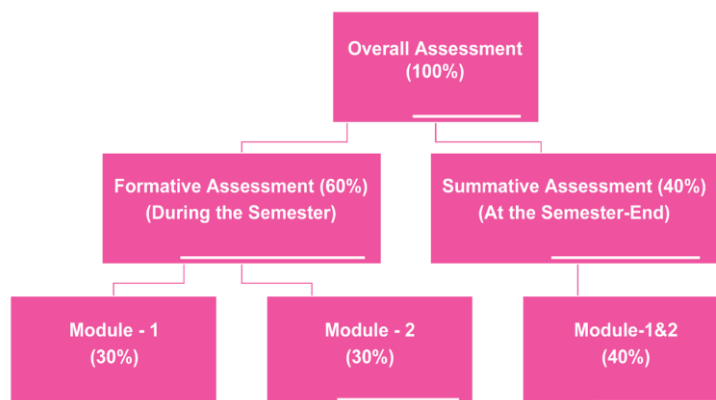 Overall Assessment
(100%)
Formative Assessment (60%)
(During the Semester)
Summative Assessment (40%)
(At the Semester-End)
Module - 1
(30%)
Module - 2
(30%)
Module-1&2
(40%)